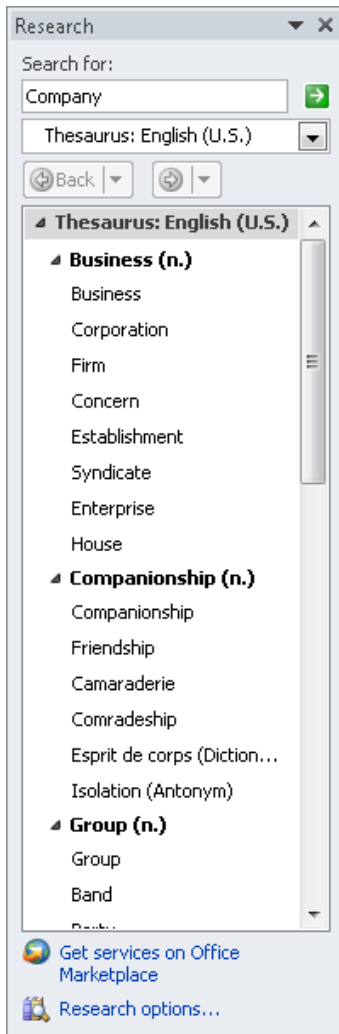 Research
Search for:
Company
Thesaurus: English (U.S.)
Back
Thesaurus: English (U.S.)
Business (n.)
Business
Corporation
Firm
Concern
Establishment
Syndicate
Enterprise
House
Companionship (n.)
Companionship
Friendship
Camaraderie
Comradeship
Esprit de corps (Diction...
Isolation (Antonym)
Group (n.)
Group
Band
Get services on Office
Marketplace
Research options...